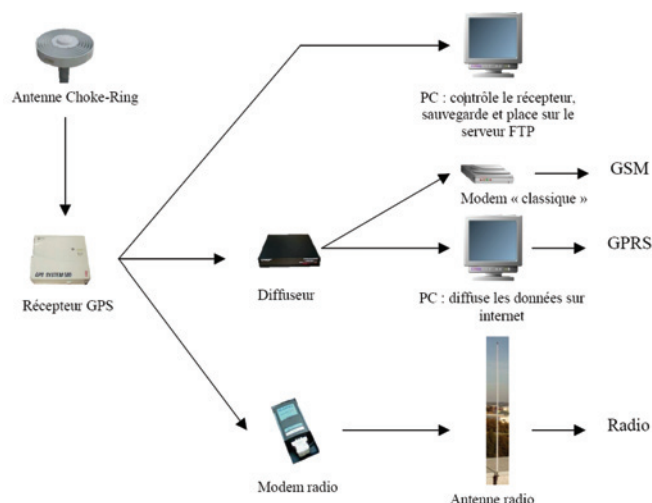 Antenne Choke-Ring
PC : contrôle le récepteur,
sauvegarde et place sur le
serveur FTP
GSM
Modem « classique »
GPRS
Récepteur GPS
Diffuseur
PC : diffuse les données sur
internet
Radio
Modem radio
Antenne radio